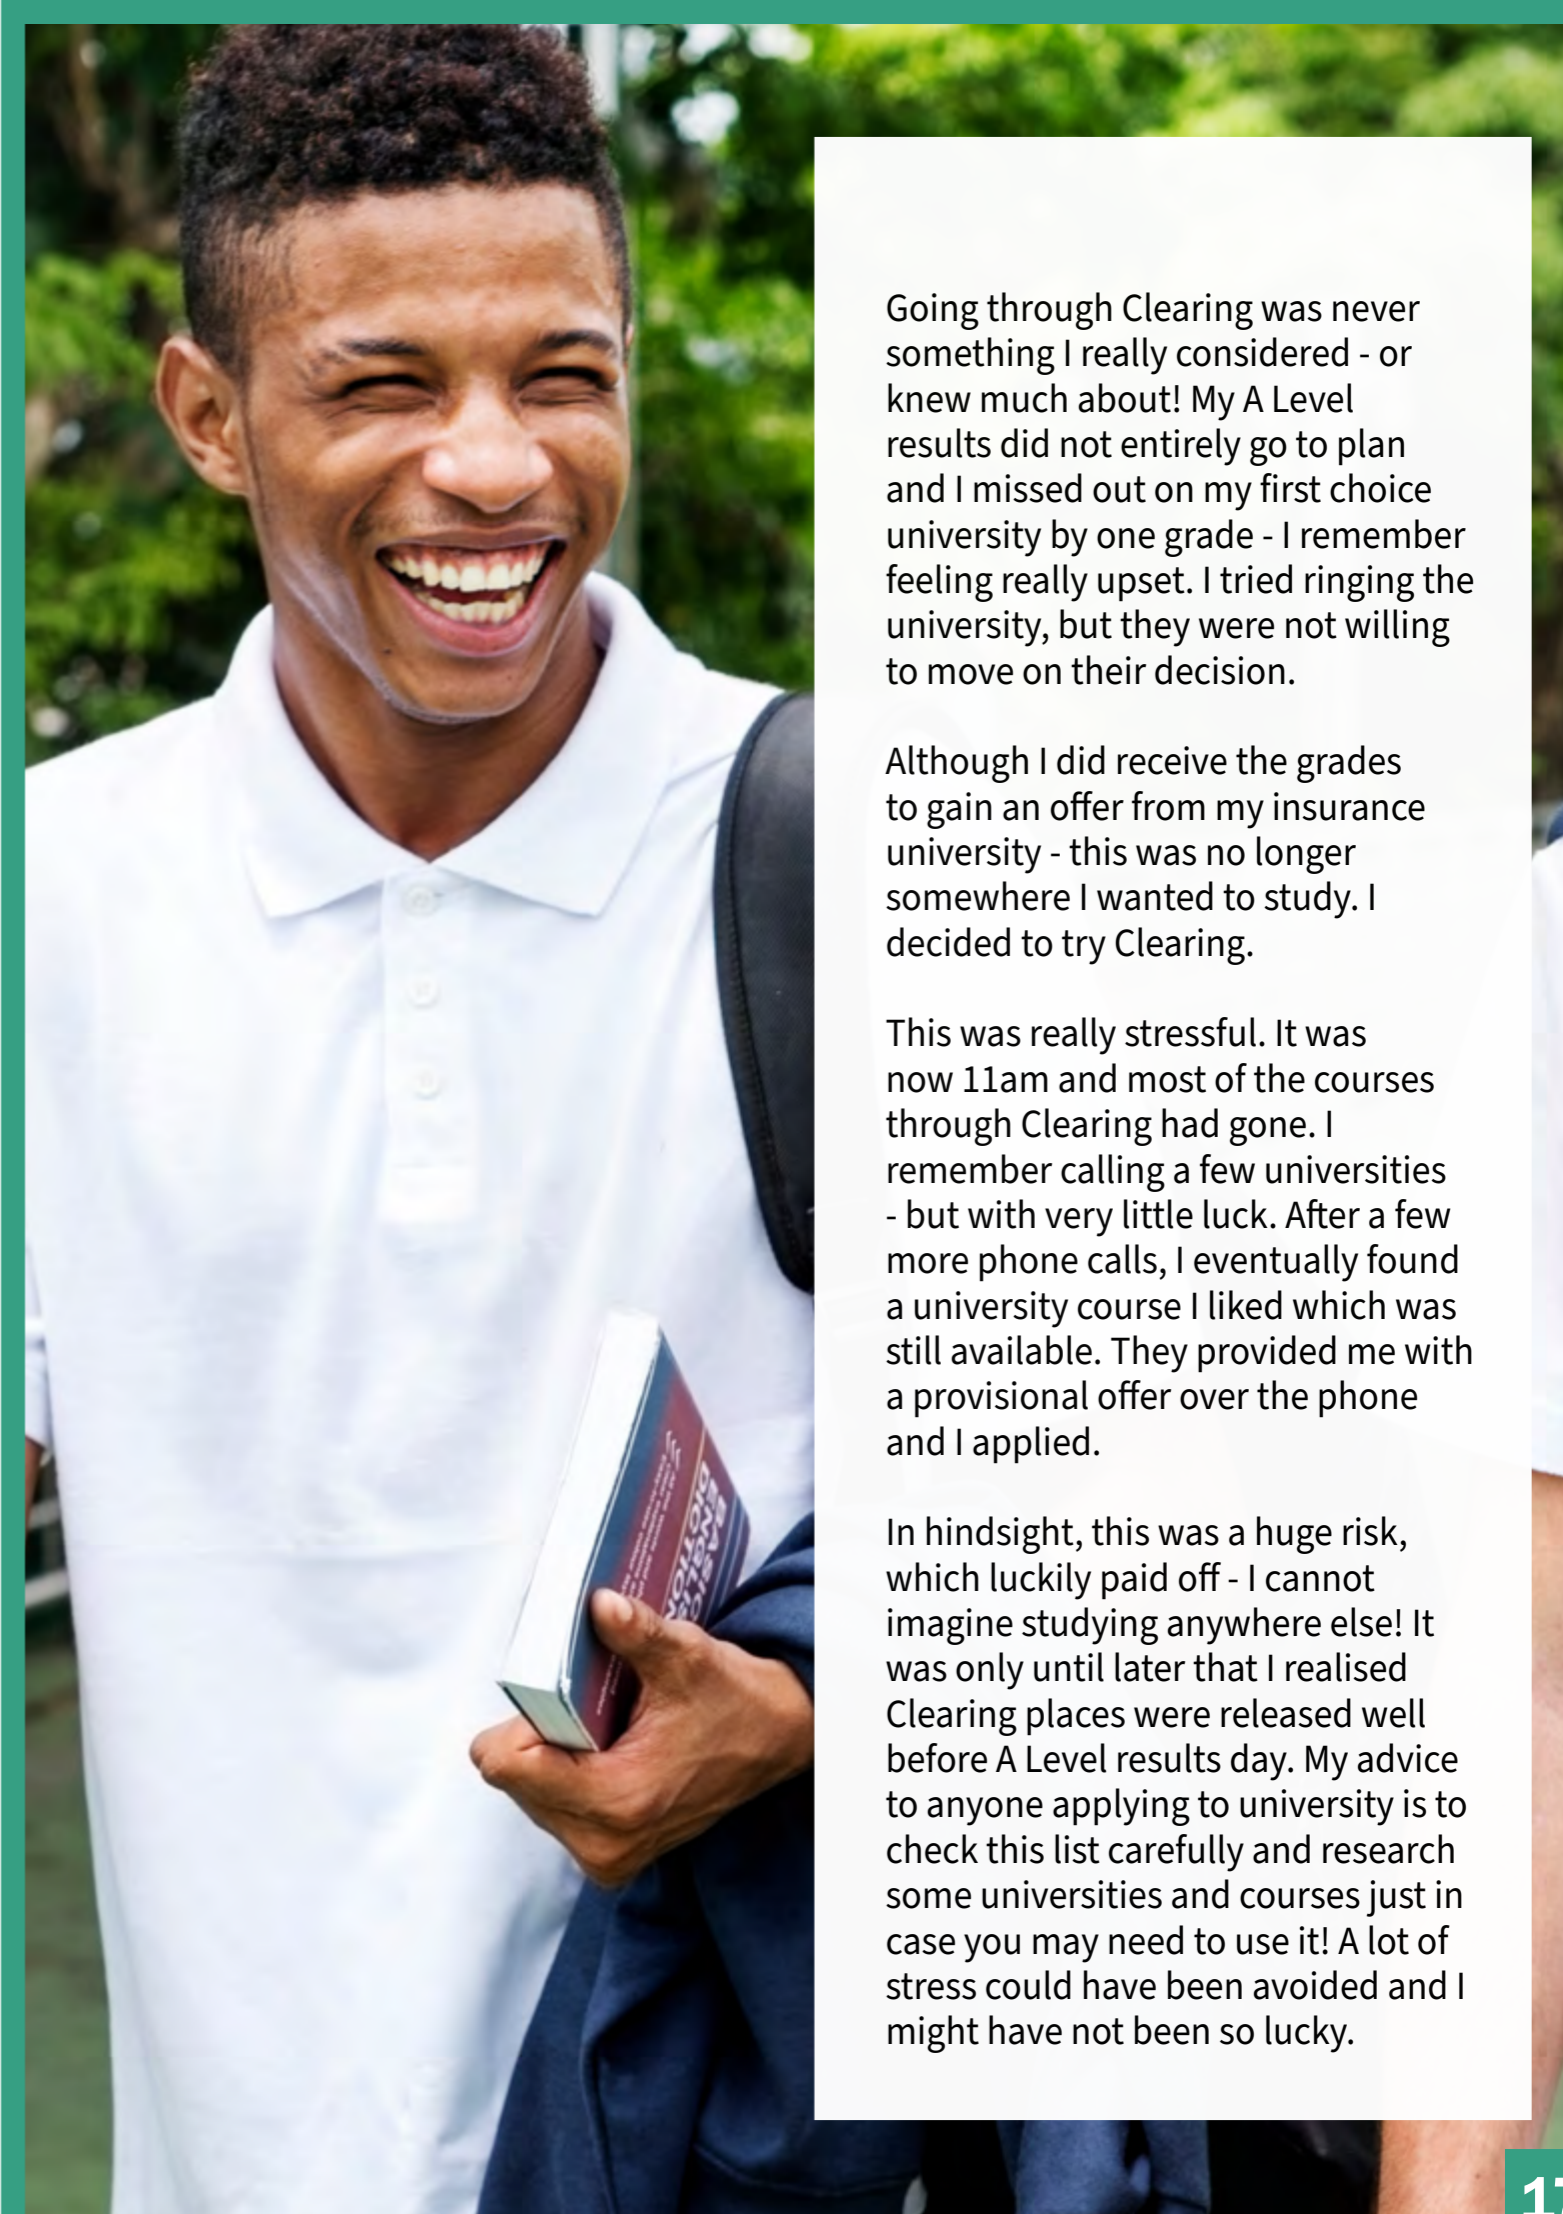 Going through Clearing was never
something I really considered - or
knew much about! My A Level
results did not entirely go to plan
and I missed out on my first choice
university by one grade - I remember
feeling really upset. I tried ringing the
university, but they were not willing
to move on their decision.
Although I did receive the grades
to gain an offer from my insurance
university - this was no longer
somewhere I wanted to study. I
decided to try Clearing.
This was really stressful. It was
now 11am and most of the courses
through Clearing had gone. I
remember calling a few universities
- but with very little luck. After a few
more phone calls, I eventually found
a university course I liked which was
still available. They provided me with
a provisional offer over the phone
and I applied.
In hindsight, this was a huge risk,
which luckily paid off - I cannot
imagine studying anywhere else! It
was only until later that I realised
Clearing places were released well
before A Level results day. My advice
to anyone applying to university is to
check this list carefully and research
some universities and courses just in
case you may need to use it! A lot of
stress could have been avoided and I
might have not been so lucky.
BASIC
17